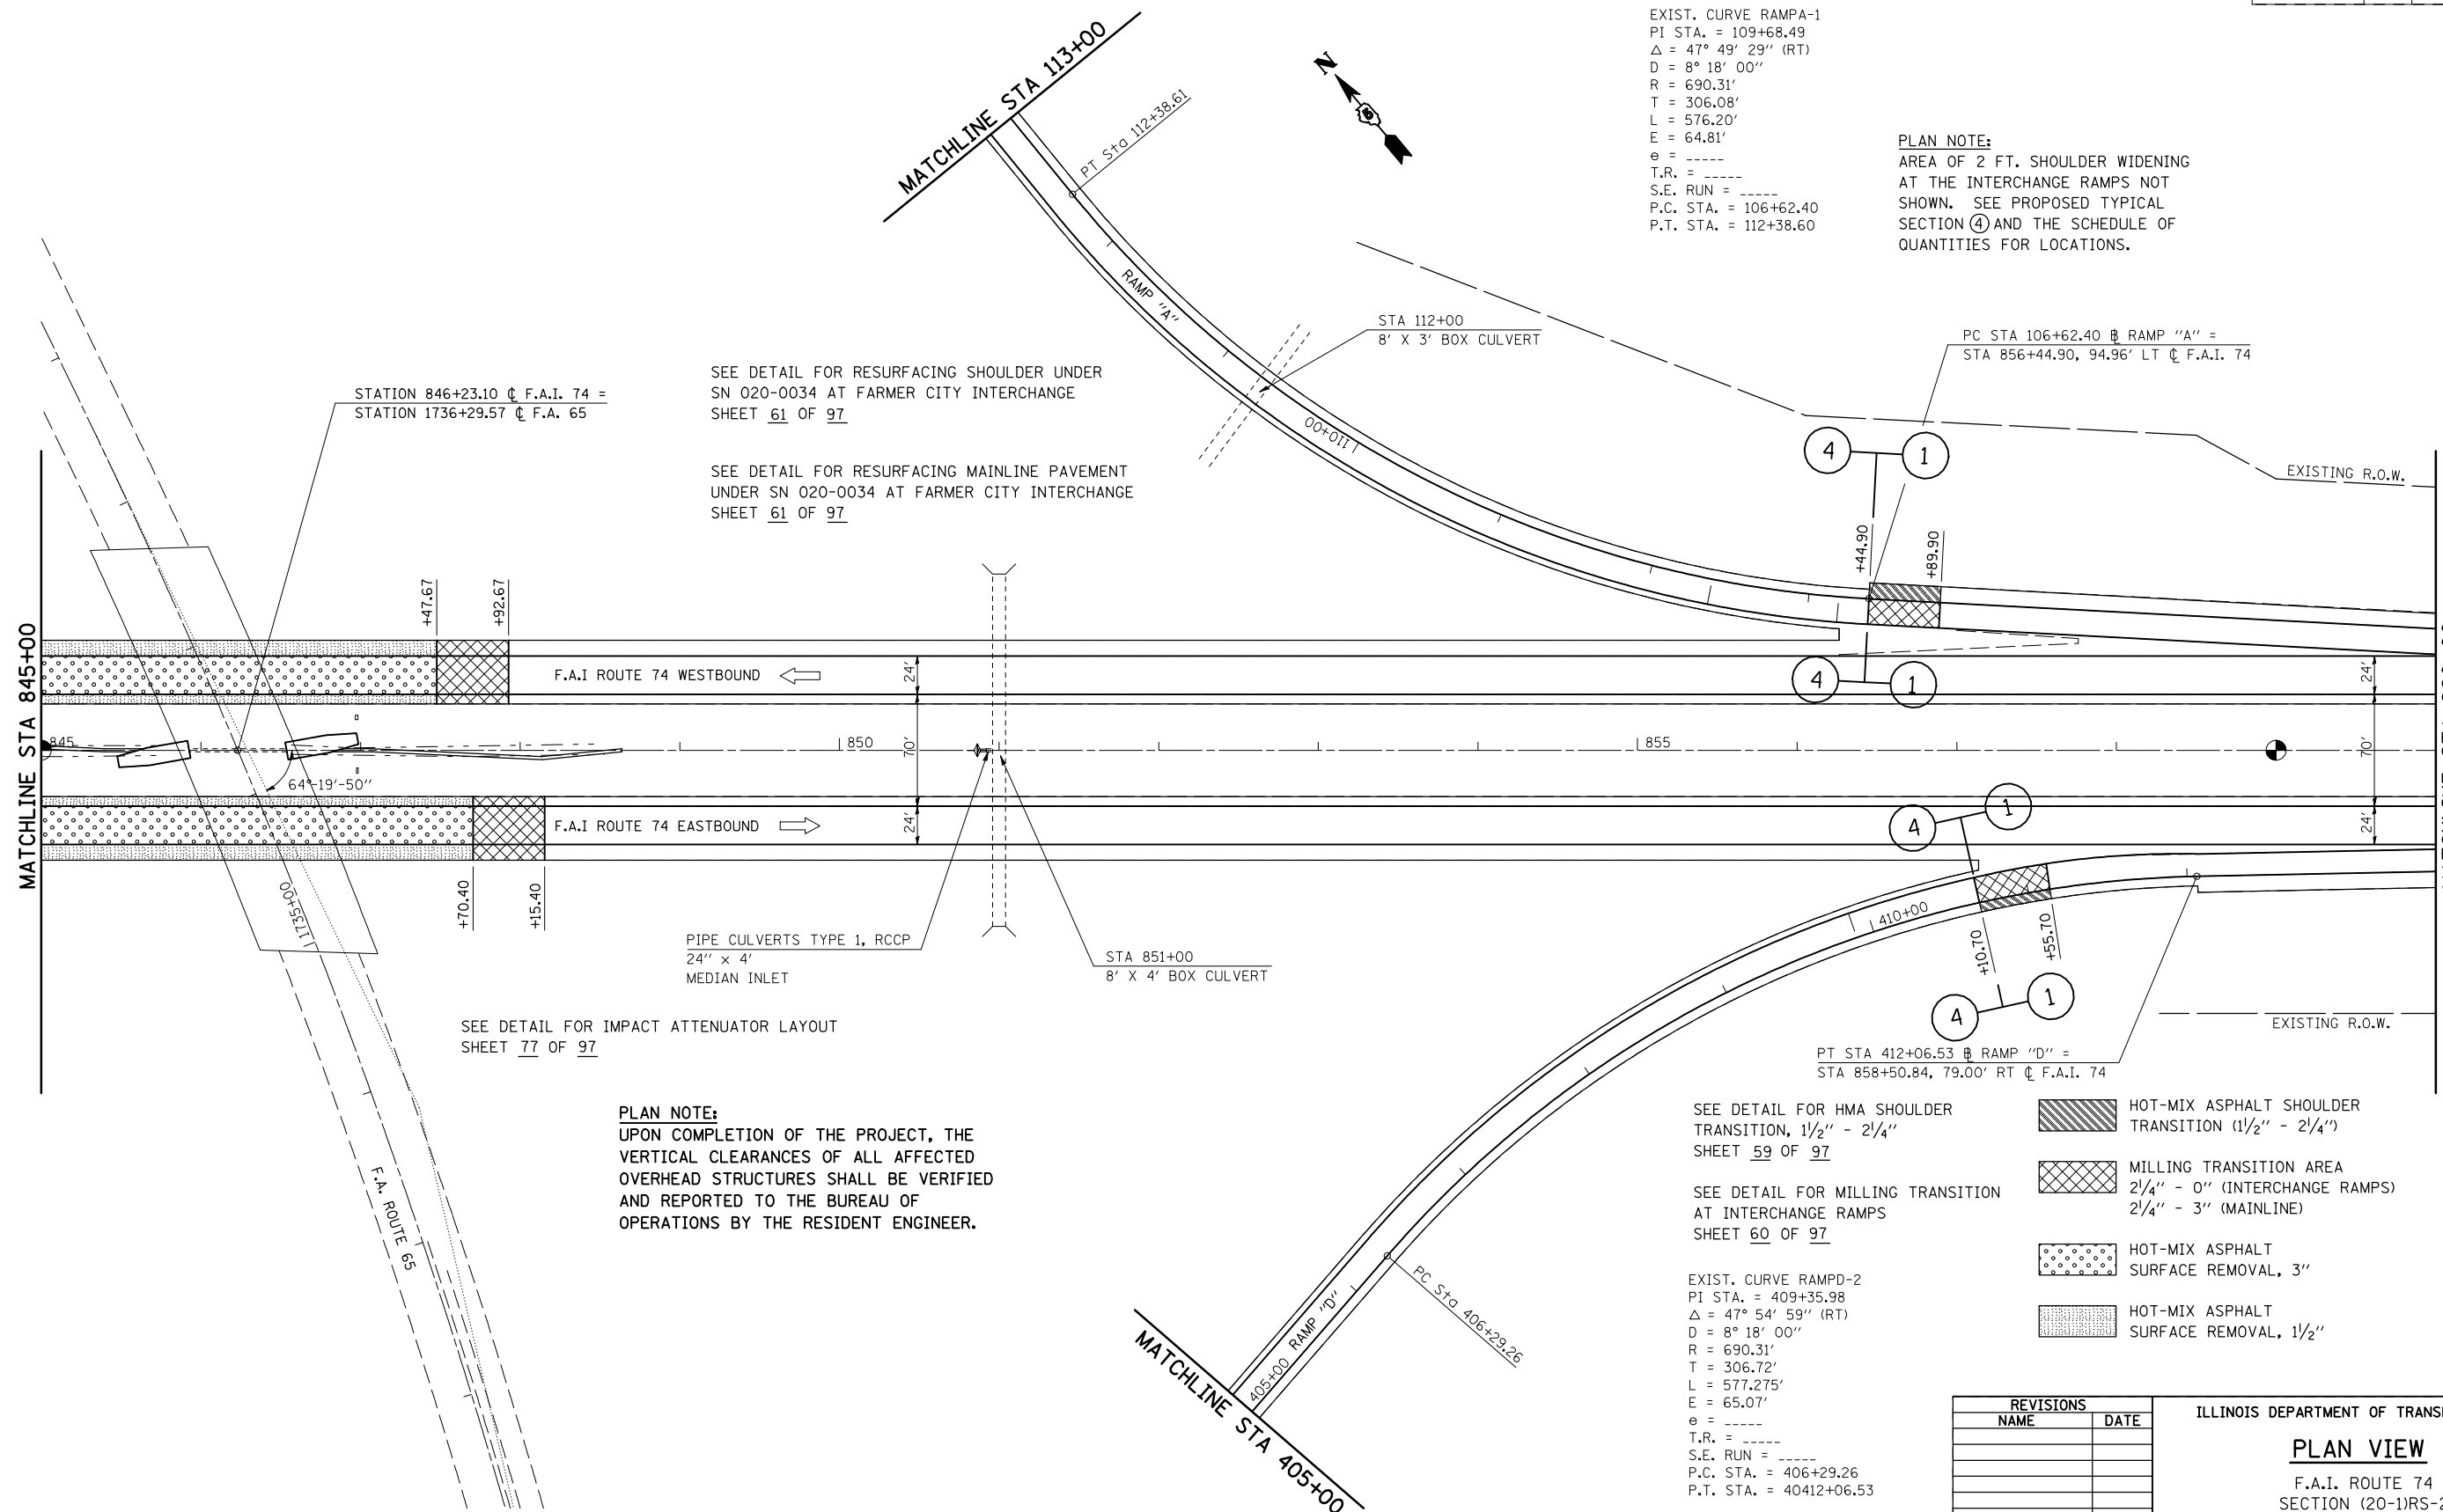 EXIST. CURVE RAMPA-1
PI STA. = 109+68.49
△ = 47° 49' 29'' (RT)
D = 8° 18' 00''
R = 690.31'
T = 306.08'
L = 576.20'
E = 64.81'
e = _____
T.R. = _____
S.E. RUN = _____
P.C. STA. = 106+62.40
P.T. STA. = 112+38.60
PLAN NOTE:
AREA OF 2 FT. SHOULDER WIDENING
AT THE INTERCHANGE RAMPS NOT
SHOWN. SEE PROPOSED TYPICAL
SECTION ④ AND THE SCHEDULE OF
QUANTITIES FOR LOCATIONS.
N
MATCHLINE STA 113+00
PT Sta 112+38.61
RAMP ''A''
110+00
STA 112+00
8' X 3' BOX CULVERT
PC STA 106+62.40 ⅊ RAMP ''A'' =
STA 856+44.90, 94.96' LT ℄ F.A.I. 74
STATION 846+23.10 ℄ F.A.I. 74 =
STATION 1736+29.57 ℄ F.A. 65
SEE DETAIL FOR RESURFACING SHOULDER UNDER
SN 020-0034 AT FARMER CITY INTERCHANGE
SHEET 61 OF 97
SEE DETAIL FOR RESURFACING MAINLINE PAVEMENT
UNDER SN 020-0034 AT FARMER CITY INTERCHANGE
SHEET 61 OF 97
4
1
EXISTING R.O.W.
+44.90
+89.90
4
1
+47.67
+92.67
MATCHLINE STA 845+00
F.A.I ROUTE 74 WESTBOUND
24'
24'
845
850
855
70'
70'
64°-19'-50''
F.A.I ROUTE 74 EASTBOUND
24'
24'
4
1
+70.40
+15.40
1735+00
410+00
+10.70
+55.70
4
1
PIPE CULVERTS TYPE 1, RCCP
24'' x 4'
MEDIAN INLET
STA 851+00
8' X 4' BOX CULVERT
EXISTING R.O.W.
PT STA 412+06.53 ⅊ RAMP ''D'' =
STA 858+50.84, 79.00' RT ℄ F.A.I. 74
SEE DETAIL FOR IMPACT ATTENUATOR LAYOUT
SHEET 77 OF 97
F.A. ROUTE 65
PLAN NOTE:
UPON COMPLETION OF THE PROJECT, THE
VERTICAL CLEARANCES OF ALL AFFECTED
OVERHEAD STRUCTURES SHALL BE VERIFIED
AND REPORTED TO THE BUREAU OF
OPERATIONS BY THE RESIDENT ENGINEER.
SEE DETAIL FOR HMA SHOULDER
TRANSITION, 1½'' - 2¼''
SHEET 59 OF 97
SEE DETAIL FOR MILLING TRANSITION
AT INTERCHANGE RAMPS
SHEET 60 OF 97
HOT-MIX ASPHALT SHOULDER
TRANSITION (1½'' - 2¼'')
MILLING TRANSITION AREA
2¼'' - 0'' (INTERCHANGE RAMPS)
2¼'' - 3'' (MAINLINE)
HOT-MIX ASPHALT
SURFACE REMOVAL, 3''
HOT-MIX ASPHALT
SURFACE REMOVAL, 1½''
PC Sta 406+29.26
405+00 RAMP ''D''
MATCHLINE STA 405+00
EXIST. CURVE RAMPD-2
PI STA. = 409+35.98
△ = 47° 54' 59'' (RT)
D = 8° 18' 00''
R = 690.31'
T = 306.72'
L = 577.275'
E = 65.07'
e = _____
T.R. = _____
S.E. RUN = _____
P.C. STA. = 406+29.26
P.T. STA. = 40412+06.53
REVISIONS
NAME DATE
ILLINOIS DEPARTMENT OF
PLAN VIEW
F.A.I. ROUTE 74
SECTION (20-1)RS-2